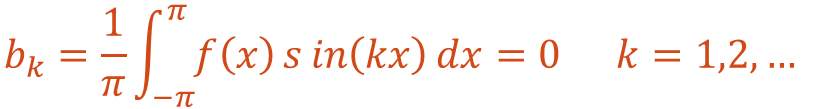 b_k = \frac{1}{\pi} \int_{-\pi}^{\pi} f(x) s in(kx) dx = 0 k = 1,2, ...